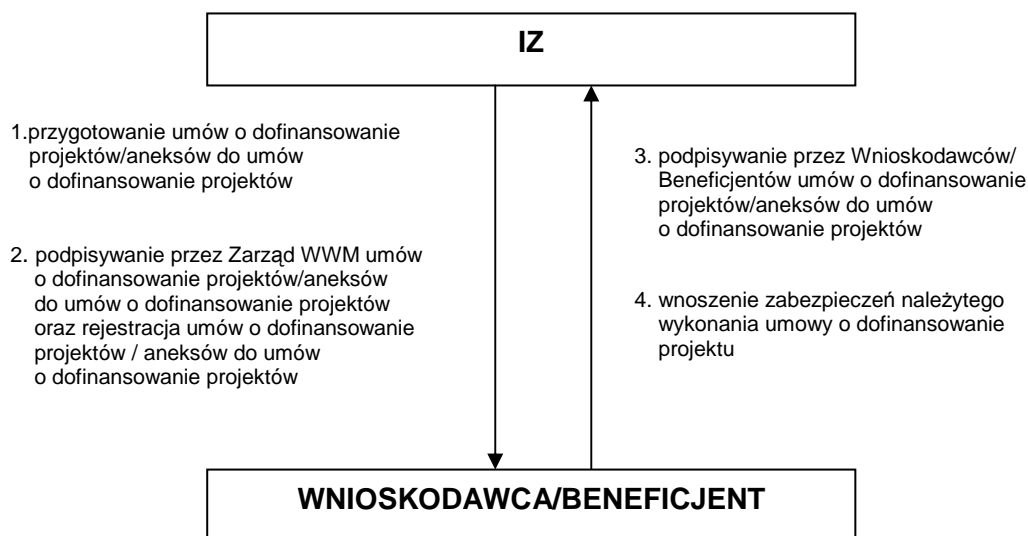 IZ
1.przygotowanie umów o dofinansowanie
projektów/aneksów do umów
o dofinansowanie projektów
2. podpisywanie przez Zarząd WWM umów
o dofinansowanie projektów/aneksów
do umów o dofinansowanie projektów
oraz rejestracja umów o dofinansowanie
projektów / aneksów do umów
o dofinansowanie projektów
3. podpisywanie przez Wnioskodawców/
Beneficjentów umów o dofinansowanie
projektów/aneksów do umów
o dofinansowanie projektów
4. wnoszenie zabezpieczeń należytego
wykonania umowy o dofinansowanie
projektu
WNIOSKODAWCA/BENEFICJENT